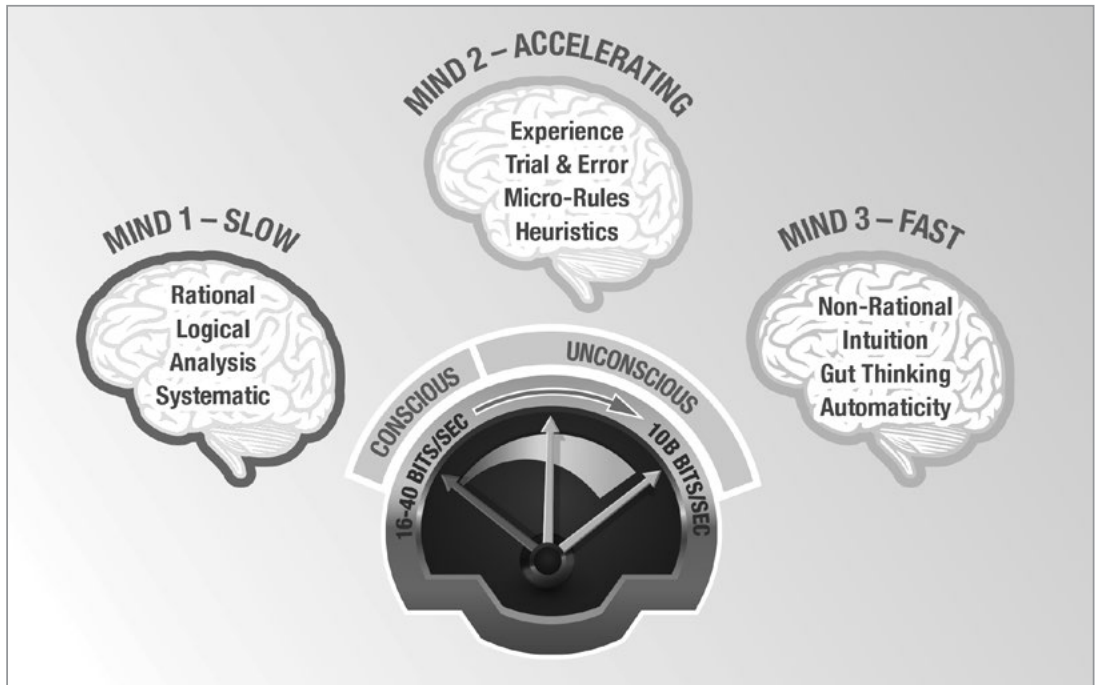 MIND 1 – SLOW
Rational
Logical
Analysis
Systematic
MIND 2 – ACCELERATING
Experience
Trial & Error
Micro-Rules
Heuristics
MIND 3 – FAST
Non-Rational
Intuition
Gut Thinking
Automaticity
CONSCIOUS
UNCONSCIOUS
16-40 BITS/SEC
10B BITS/SEC